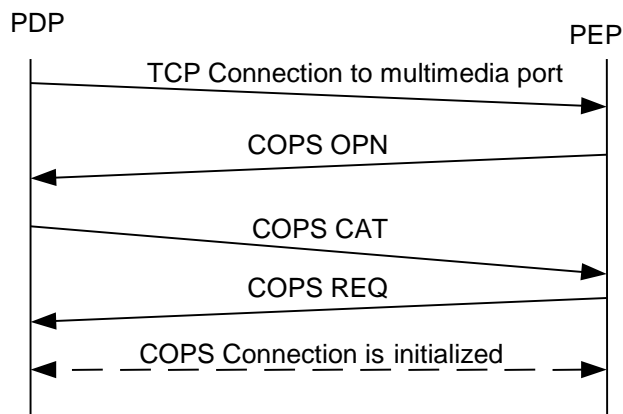 PDP
PEP
TCP Connection to multimedia port
COPS OPN
COPS CAT
COPS REQ
COPS Connection is initialized